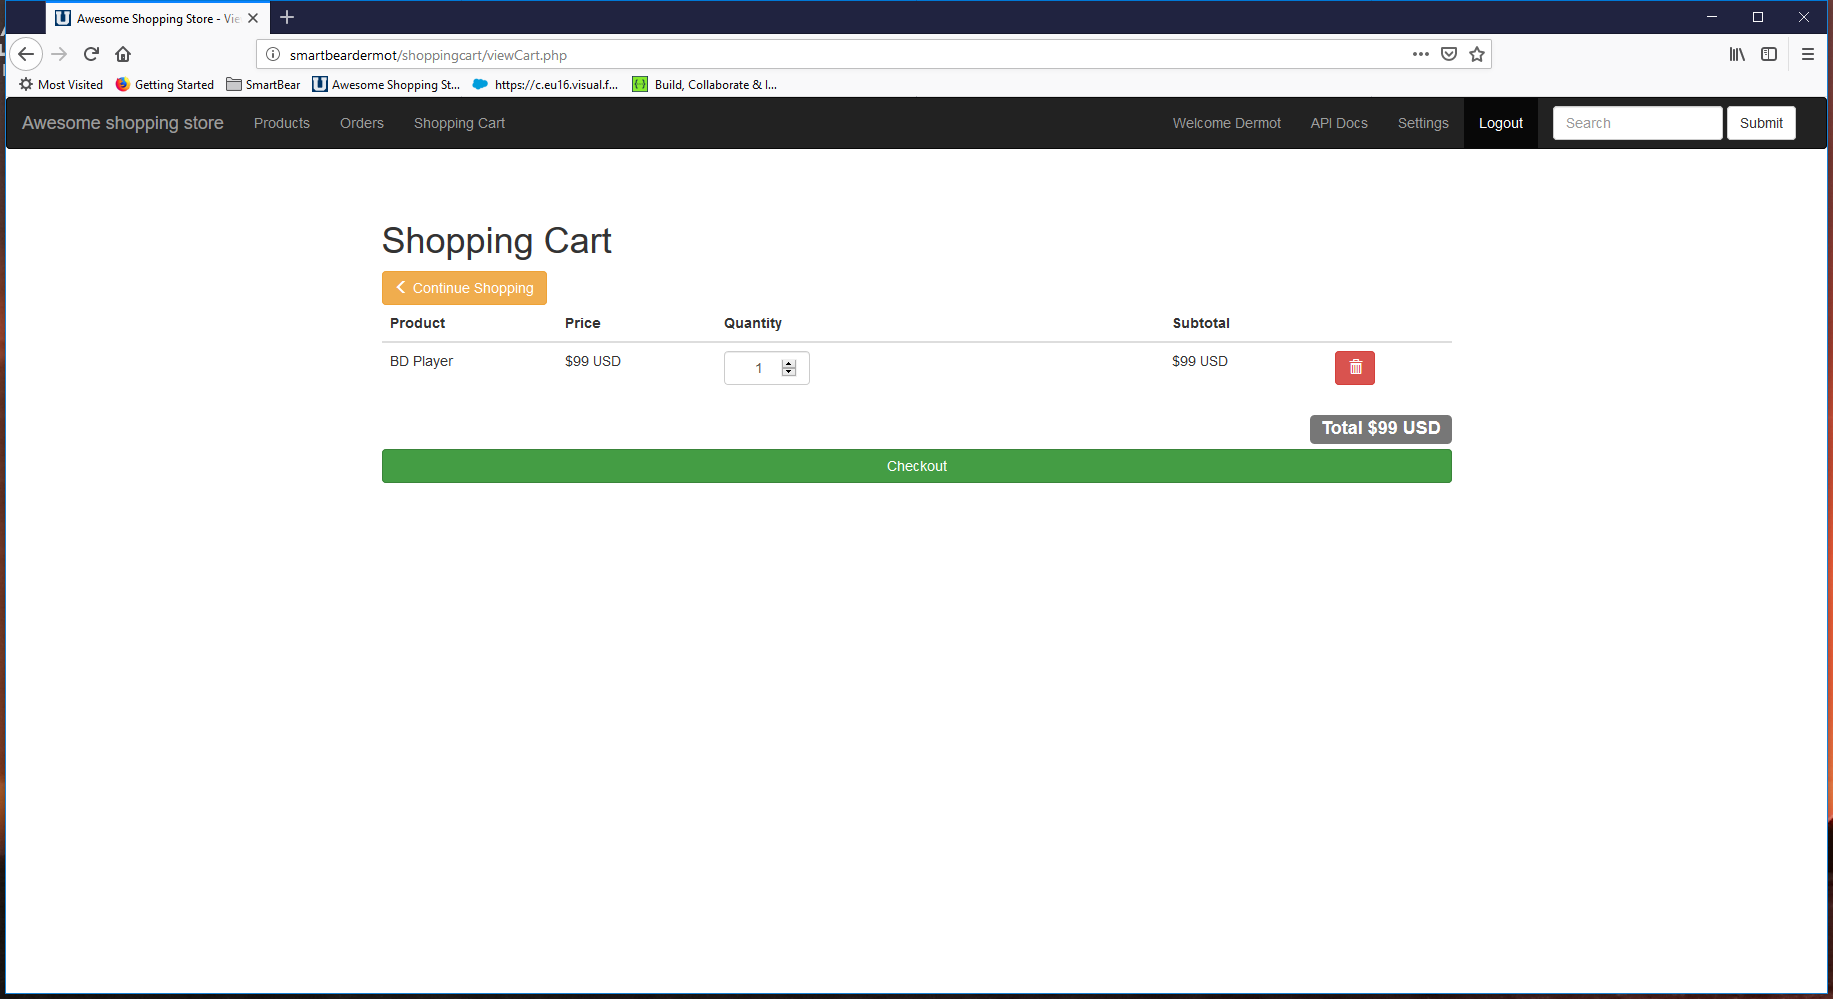 Awesome Shopping Store - Vie
smartbeardermot/shoppingcart/viewCart.php
Most Visited Getting Started SmartBear Awesome Shopping St... https://c.eu16.visual.f... Build, Collaborate & I...
Awesome shopping store Products Orders Shopping Cart Welcome Dermot API Docs Settings Logout Search Submit
Shopping Cart
Continue Shopping
Product Price Quantity Subtotal
BD Player $99 USD 1 $99 USD
Total $99 USD
Checkout